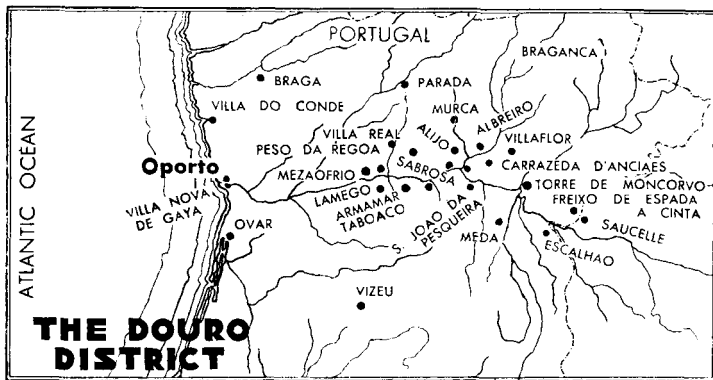 PORTUGAL
BRAGANCA
BRAGA
PARADA
VILLA DO CONDE
MURCA
ALBREIRO
ALIJO
VILLA REAL
VILLAFLOR
PESO DA REGOA
SABROSA
CARRAZEDA D'ANCIAES
Oporto
MEZAOFRIO
TORRE DE MONCORVO
VILLA NOVA
DE GAYA
LAMEGO
ARMAMAR
TABOACO
FREIXO DE ESPADA
A CINTA
S. JOAO DA
PESQUEIRA
OVAR
MEDA
SAUCELLE
ESCALHAO
ATLANTIC OCEAN
VIZEU
THE DOURO
DISTRICT